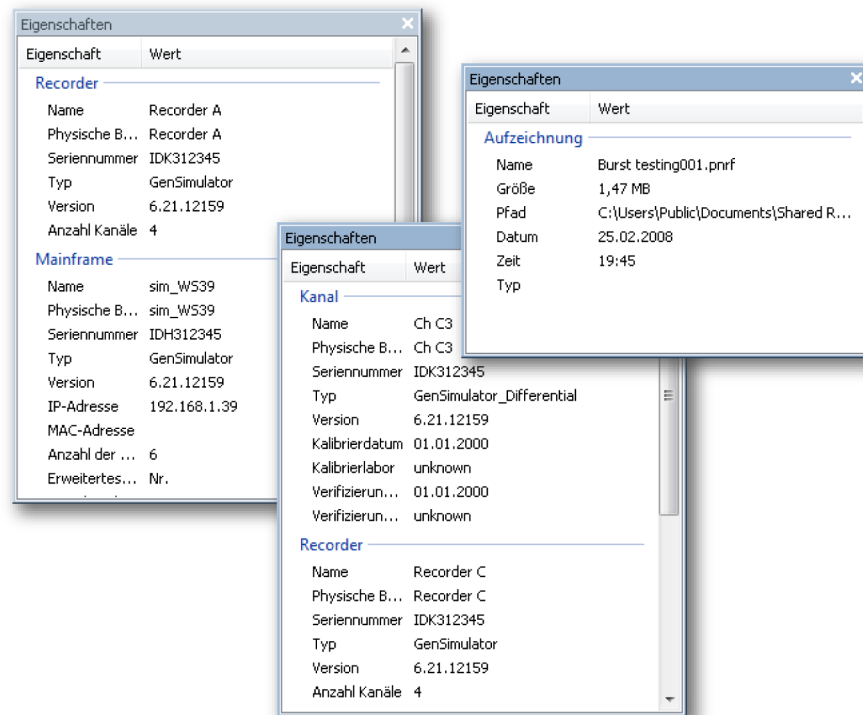 Eigenschaften
Eigenschaft Wert
Recorder
Name Recorder A
Physische B... Recorder A
Seriennummer IDK312345
Typ GenSimulator
Version 6.21.12159
Anzahl Kanäle 4
Mainframe
Name sim_WS39
Physische B... sim_WS39
Seriennummer IDH312345
Typ GenSimulator
Version 6.21.12159
IP-Adresse 192.168.1.39
MAC-Adresse
Anzahl der ... 6
Erweitertes... Nr.
Eigenschaften
Eigenschaft Wert
Kanal
Name Ch C3
Physische B... Ch C3
Seriennummer IDK312345
Typ GenSimulator_Differential
Version 6.21.12159
Kalibrierdatum 01.01.2000
Kalibrierlabor unknown
Verifizierun... 01.01.2000
Verifizierun... unknown
Recorder
Name Recorder C
Physische B... Recorder C
Seriennummer IDK312345
Typ GenSimulator
Version 6.21.12159
Anzahl Kanäle 4
Eigenschaften
Eigenschaft Wert
Aufzeichnung
Name Burst testing001.pnrf
Größe 1,47 MB
Pfad C:\Users\Public\Documents\Shared R...
Datum 25.02.2008
Zeit 19:45
Typ